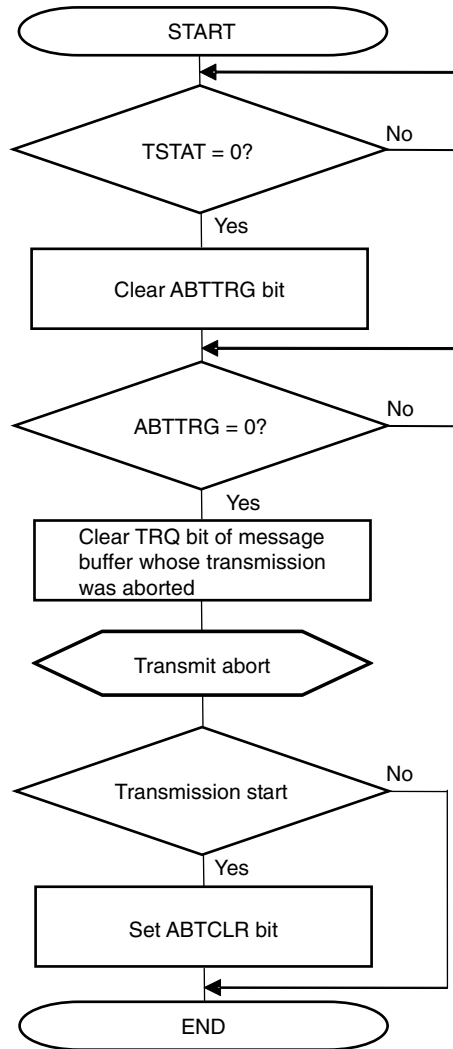 START
TSTAT = 0?
No
Yes
Clear ABTTRG bit
ABTTRG = 0?
No
Yes
Clear TRQ bit of message
buffer whose transmission
was aborted
Transmit abort
Transmission start
No
Yes
Set ABTCLR bit
END